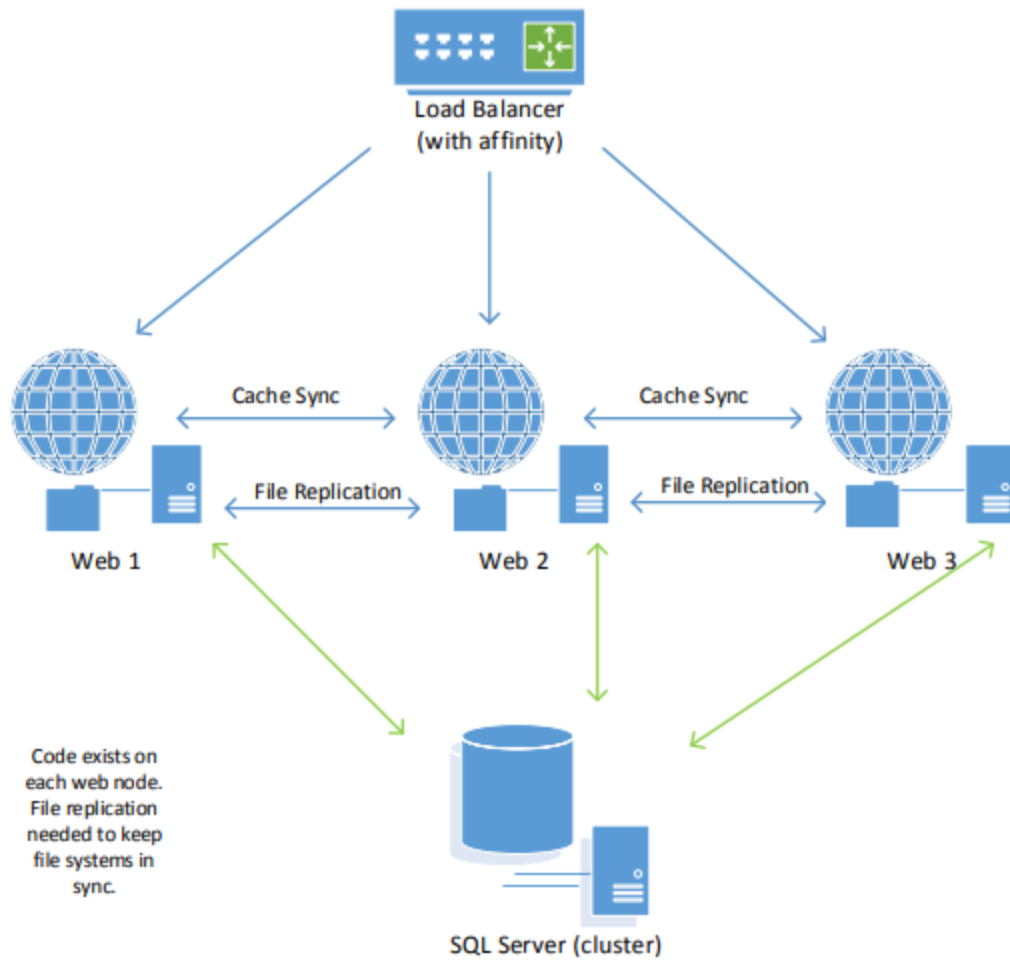 Load Balancer
(with affinity)
Cache Sync
Cache Sync
File Replication
File Replication
Web 1
Web 2
Web 3
Code exists on
each web node.
File replication
needed to keep
file systems in
sync.
SQL Server (cluster)